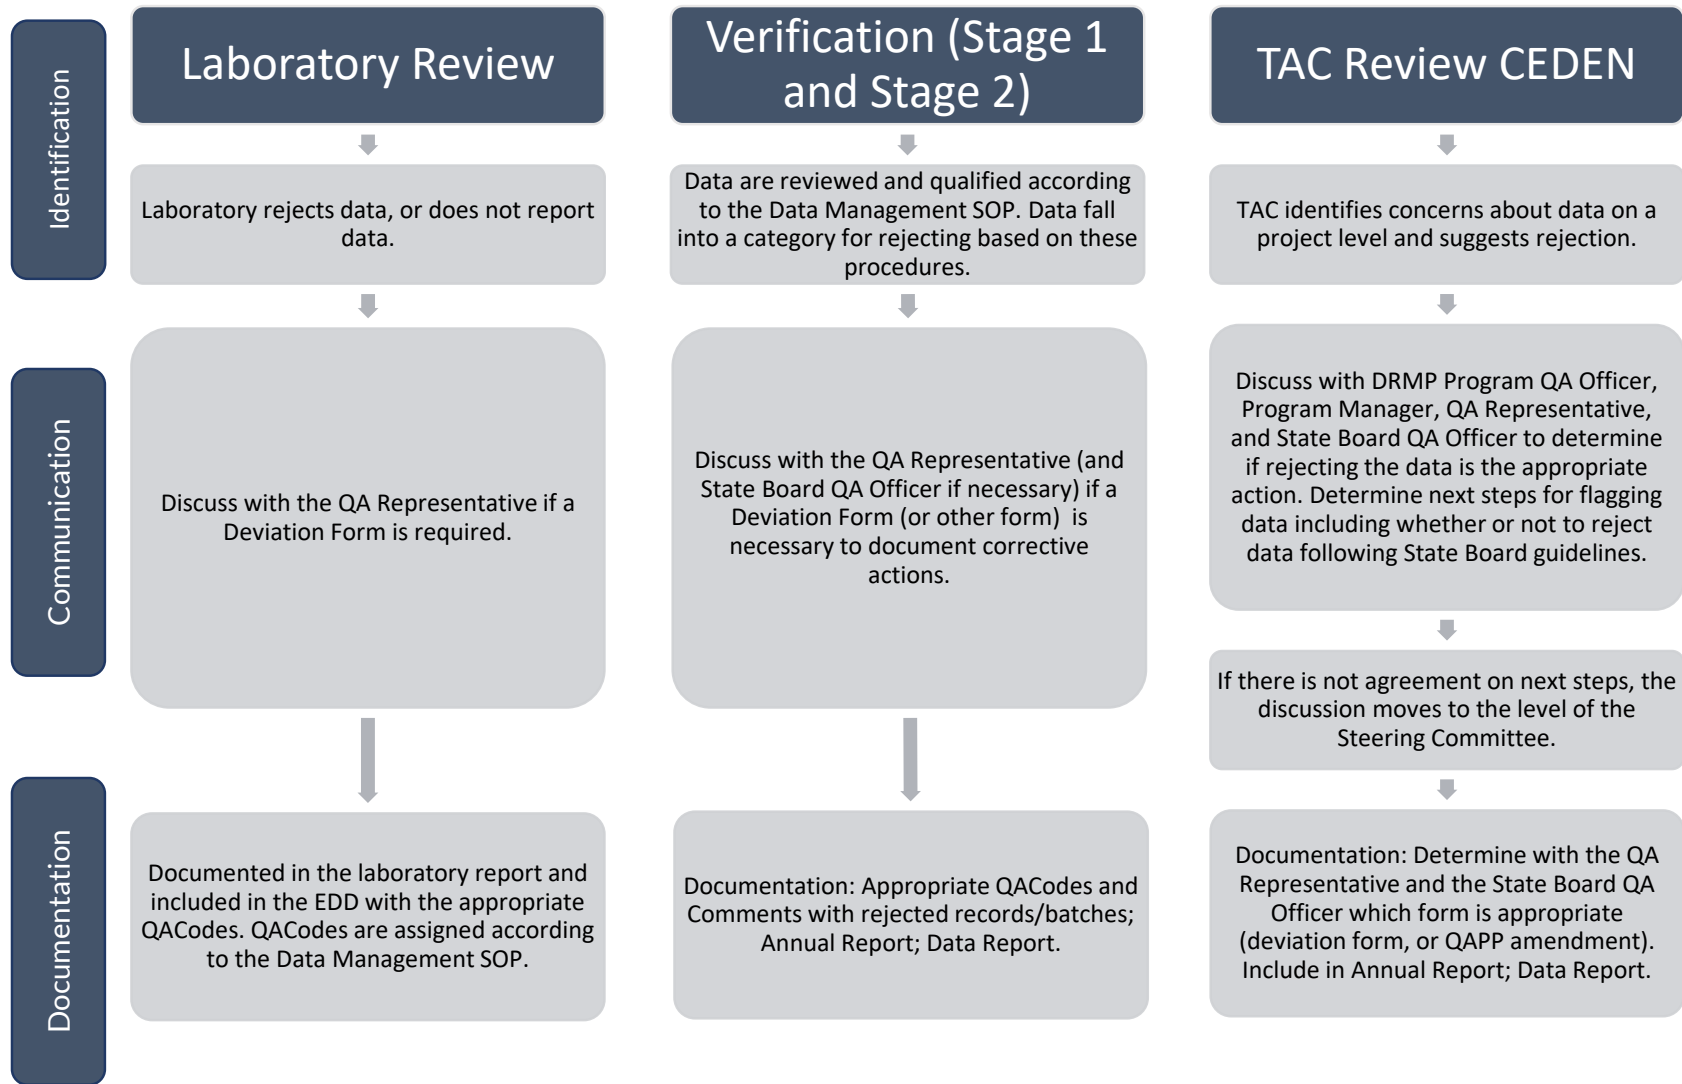 Identification
Laboratory Review
Verification (Stage 1
and Stage 2)
TAC Review CEDEN
Laboratory rejects data, or does not report
data.
Data are reviewed and qualified according
to the Data Management SOP. Data fall
into a category for rejecting based on these
procedures.
TAC identifies concerns about data on a
project level and suggests rejection.
Communication
Discuss with the QA Representative if a
Deviation Form is required.
Discuss with the QA Representative (and
State Board QA Officer if necessary) if a
Deviation Form (or other form) is
necessary to document corrective
actions.
Discuss with DRMP Program QA Officer,
Program Manager, QA Representative,
and State Board QA Officer to determine
if rejecting the data is the appropriate
action. Determine next steps for flagging
data including whether or not to reject
data following State Board guidelines.
If there is not agreement on next steps, the
discussion moves to the level of the
Steering Committee.
Documentation
Documented in the laboratory report and
included in the EDD with the appropriate
QACodes. QACodes are assigned according
to the Data Management SOP.
Documentation: Appropriate QACodes and
Comments with rejected records/batches;
Annual Report; Data Report.
Documentation: Determine with the QA
Representative and the State Board QA
Officer which form is appropriate
(deviation form, or QAPP amendment).
Include in Annual Report; Data Report.